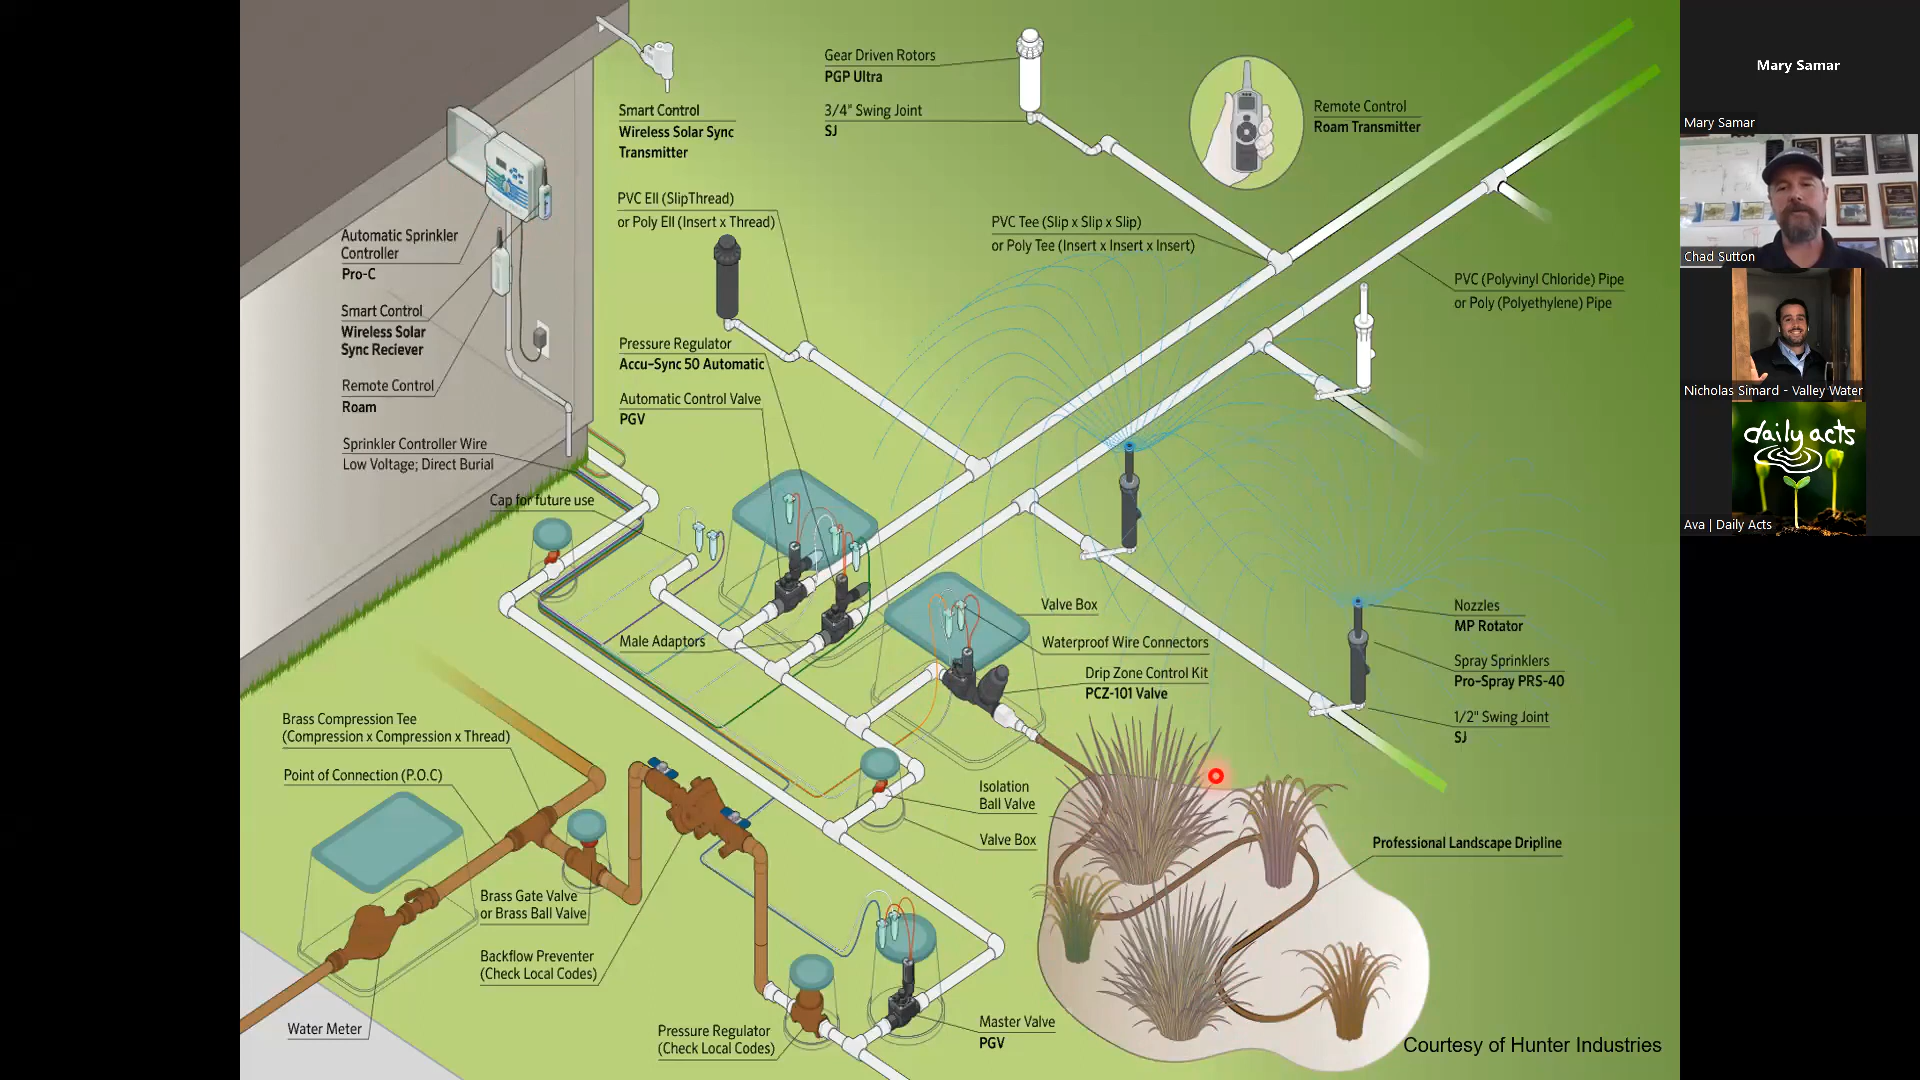 Smart Control
Wireless Solar Sync
Transmitter
Gear Driven Rotors
PGP Ultra
3/4" Swing Joint
SJ
Remote Control
Roam Transmitter
PVC Ell (SlipThread)
or Poly Ell (Insert x Thread)
PVC Tee (Slip x Slip x Slip)
or Poly Tee (Insert x Insert x Insert)
PVC (Polyvinyl Chloride) Pipe
or Poly (Polyethylene) Pipe
Automatic Sprinkler
Controller
Pro-C
Smart Control
Wireless Solar
Sync Reciever
Remote Control
Roam
Sprinkler Controller Wire
Low Voltage; Direct Burial
Pressure Regulator
Accu-Sync 50 Automatic
Automatic Control Valve
PGV
Cap for future use
Male Adaptors
Valve Box
Waterproof Wire Connectors
Drip Zone Control Kit
PCZ-101 Valve
Nozzles
MP Rotator
Spray Sprinklers
Pro-Spray PRS-40
1/2" Swing Joint
SJ
Brass Compression Tee
(Compression x Compression x Thread)
Point of Connection (P.O.C)
Isolation
Ball Valve
Valve Box
Professional Landscape Dripline
Brass Gate Valve
or Brass Ball Valve
Backflow Preventer
(Check Local Codes)
Water Meter
Pressure Regulator
(Check Local Codes)
Master Valve
PGV
Courtesy of Hunter Industries
Mary Samar
Mary Samar
Chad Sutton
Nicholas Simard - Valley Water
daily acts
Ava | Daily Acts